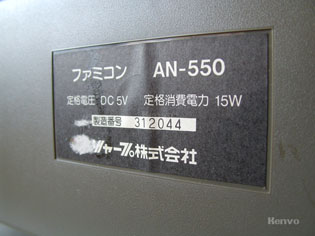 ファミコン AN-550
定格電圧 DC 5V 定格消費電力 15W
製造番号 312044
シャープ株式会社
Kenvo